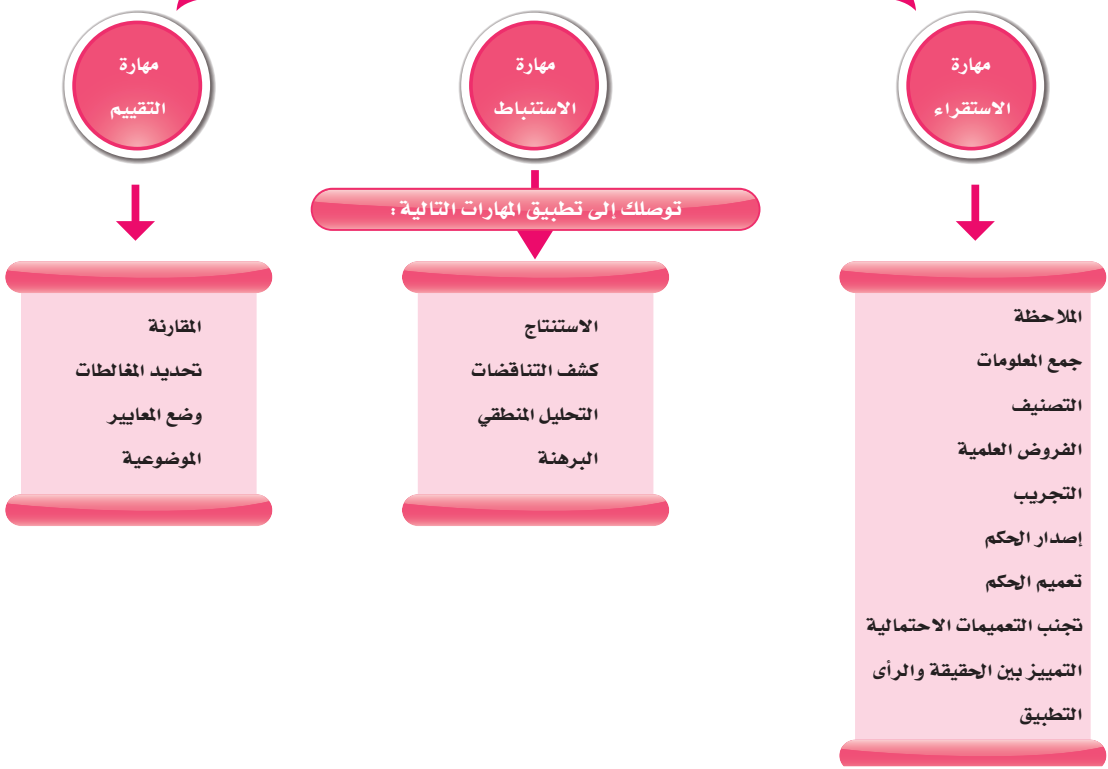 مهارة
الاستقراء
مهارة
الاستنباط
مهارة
التقييم
توصلك إلى تطبيق المهارات التالية :
الملاحظة
جمع المعلومات
التصنيف
الفروض العلمية
التجريب
إصدار الحكم
تعميم الحكم
تجنب التعميمات الاحتمالية
التمييز بين الحقيقة والرأى
التطبيق
الاستنتاج
كشف التناقضات
التحليل المنطقي
البرهنة
المقارنة
تحديد المغالطات
وضع المعايير
الموضوعية